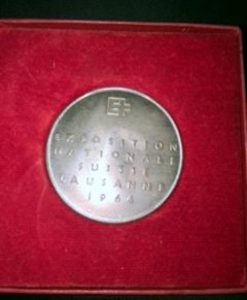 EXPOSITION
NATIONALE
SUISSE
LAUSANNE
1964